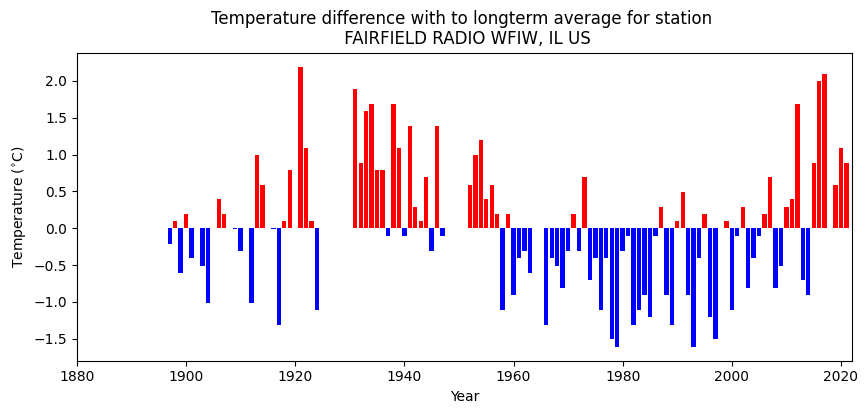 Temperature difference with to longterm average for station
FAIRFIELD RADIO WFIW, IL US
Temperature (°C)
2.0
1.5
1.0
0.5
0.0
−0.5
−1.0
−1.5
1880 1900 1920 1940 1960 1980 2000 2020
Year